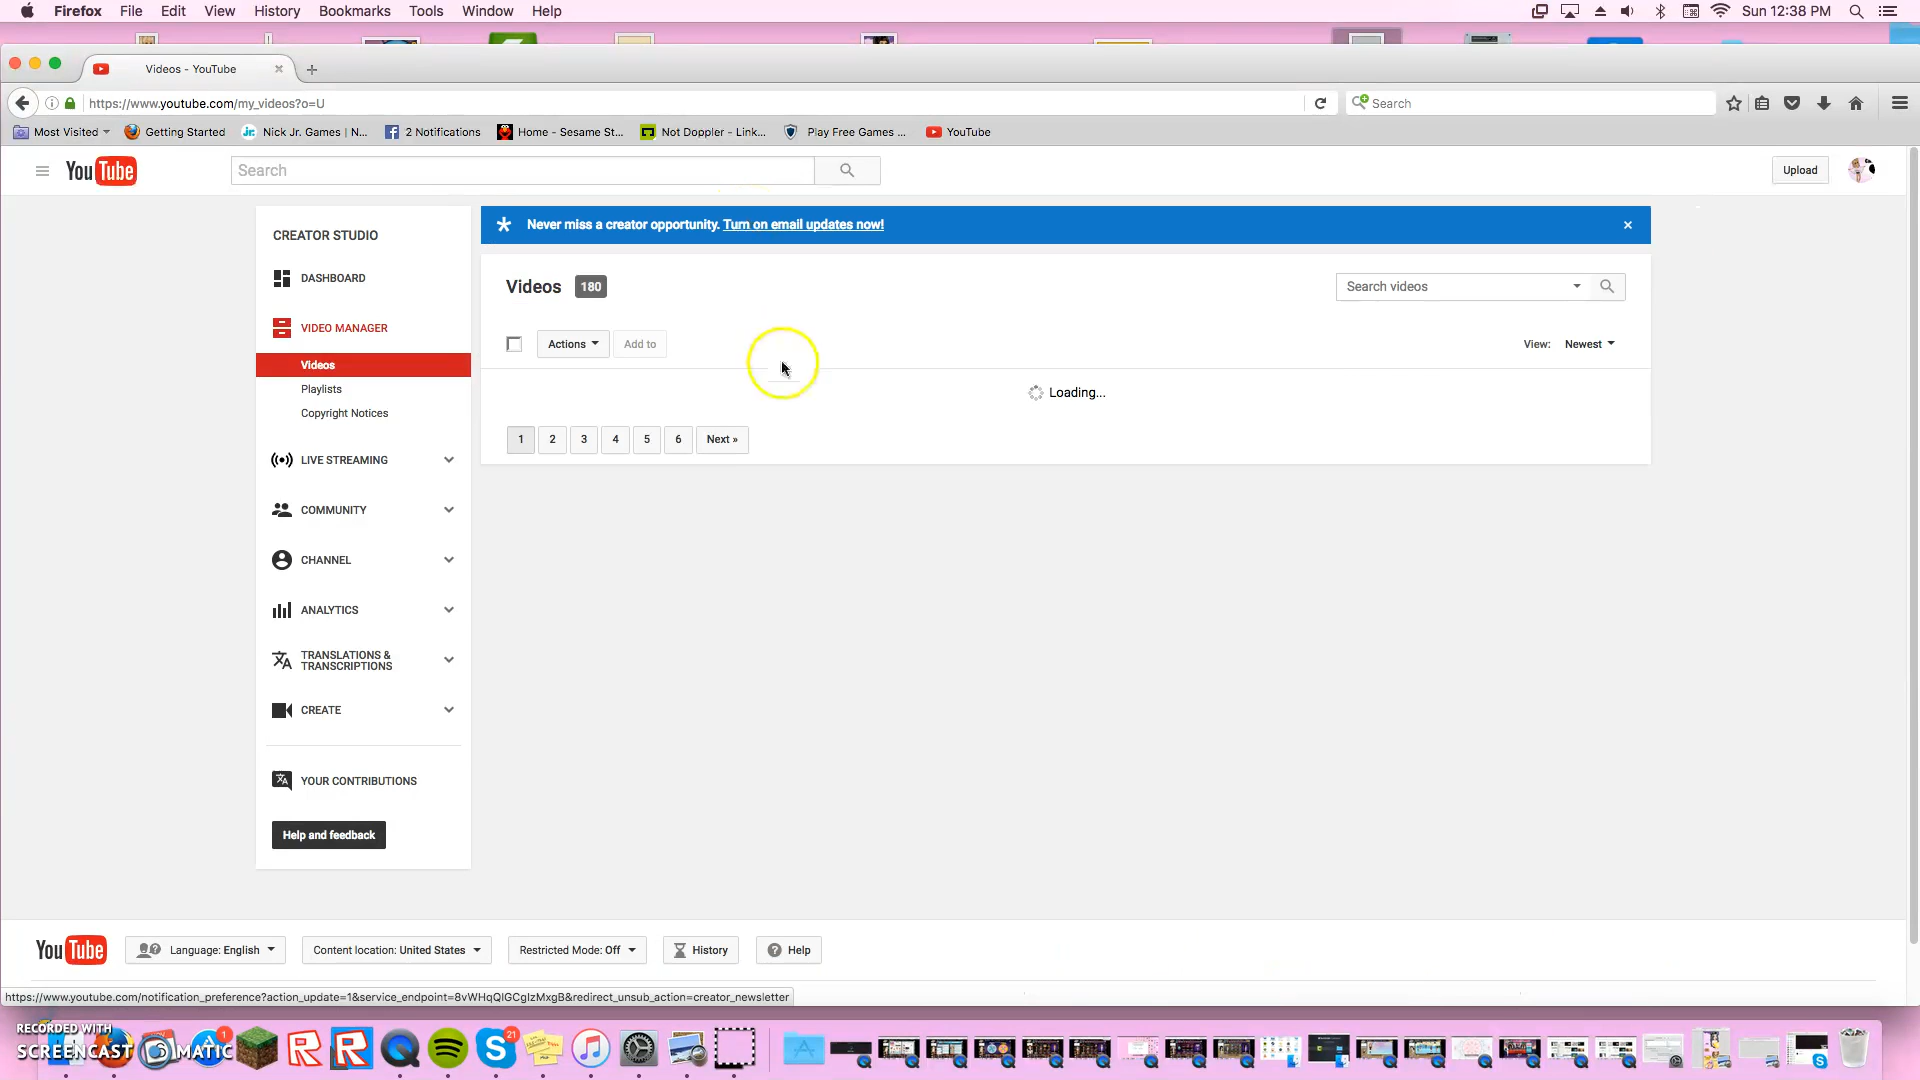 Firefox File Edit View History Bookmarks Tools Window Help Sun 12:38 PM
Videos - YouTube
https://www.youtube.com/my_videos?o=U Search
Most Visited Getting Started Nick Jr. Games | N... 2 Notifications Home - Sesame St... Not Doppler - Link... Play Free Games ... YouTube
YouTube Search Upload
CREATOR STUDIO
DASHBOARD
VIDEO MANAGER
Videos
Playlists
Copyright Notices
LIVE STREAMING
COMMUNITY
CHANNEL
ANALYTICS
TRANSLATIONS &
TRANSCRIPTIONS
CREATE
YOUR CONTRIBUTIONS
Help and feedback
Never miss a creator opportunity. Turn on email updates now!
Videos 180 Search videos
Actions Add to View: Newest
Loading...
1 2 3 4 5 6 Next »
YouTube Language: English Content location: United States Restricted Mode: Off History Help
https://www.youtube.com/notification_preference?action_update=1&service_endpoint=8vWHqQIGCgIzMxgB&redirect_unsub_action=creator_newsletter
RECORDED WITH
SCREENCAST MATIC
1
21